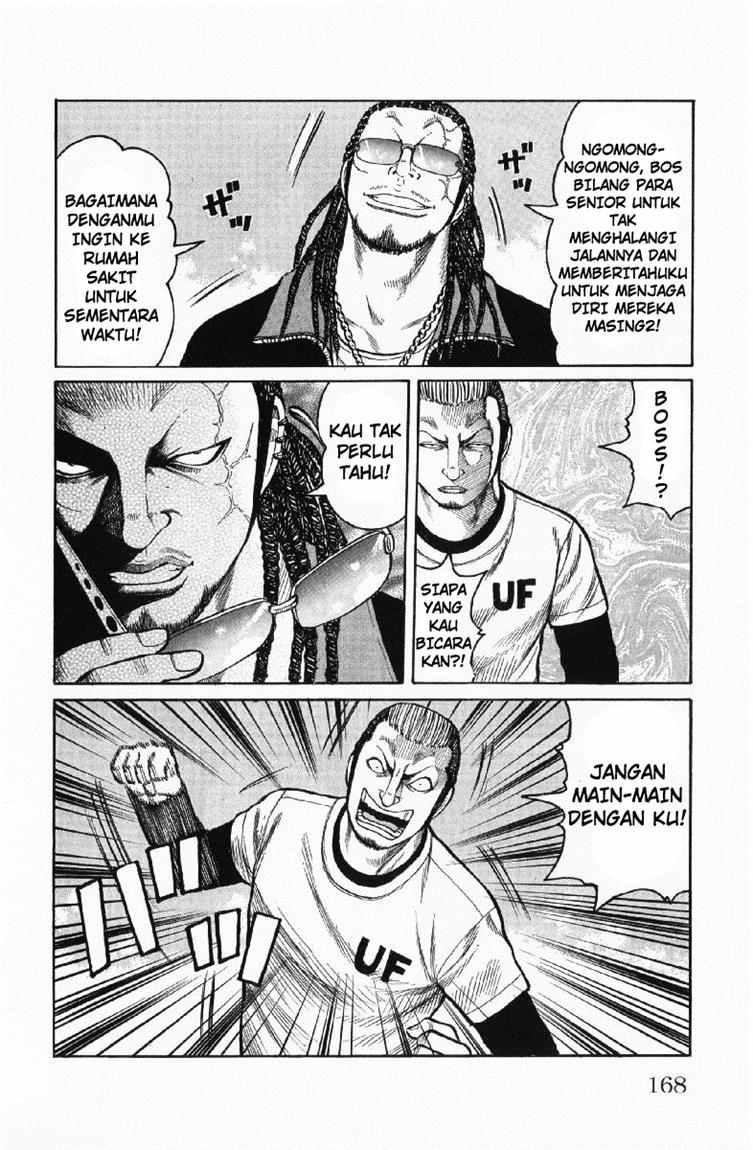 NGOMONG-
NGOMONG, BOS
BILANG PARA
SENIOR UNTUK
TAK
MENGHALANGI
JALANNYA DAN
MEMBERITAHUKU
UNTUK MENJAGA
DIRI MEREKA
MASING2!
ザッ
ザッ
BAGAIMANA
DENGANMU
INGIN KE
RUMAH
SAKIT
UNTUK
SEMENTARA
WAKTU!
BOSS!?
UF
SIAPA
YANG
KAU
BICARA
KAN?!
KAU TAK
PERLU
TAHU!
JANGAN
MAIN-MAIN
DENGAN KU!
UF
168